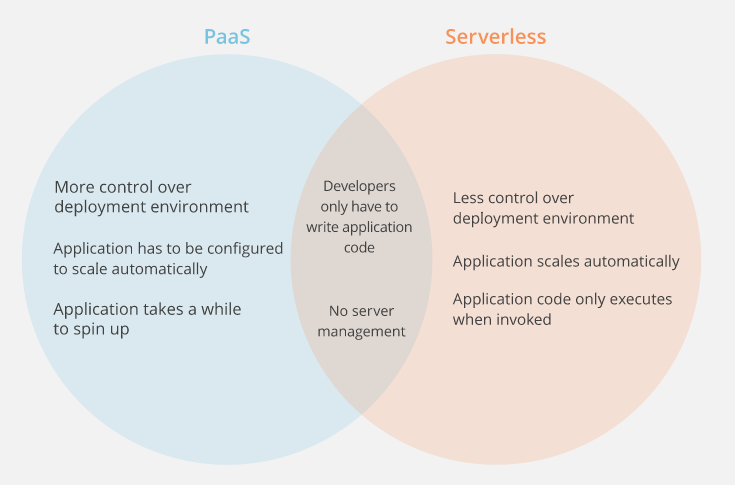 PaaS
Serverless
More control over
deployment environment
Application has to be configured
to scale automatically
Application takes a while
to spin up
Developers
only have to
write application
code
No server
management
Less control over
deployment environment
Application scales automatically
Application code only executes
when invoked